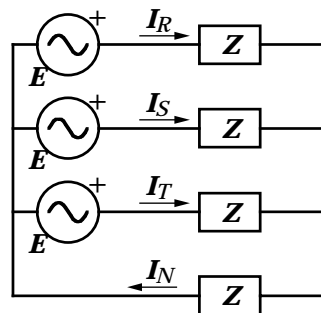 + I_R Z
E
+ I_S Z
E
+ I_T Z
E
I_N Z